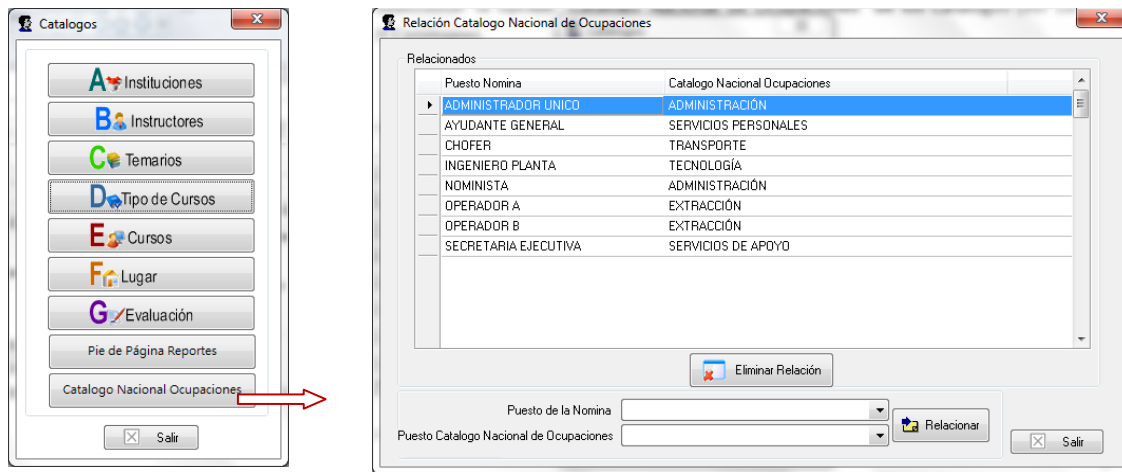 Catalogos
A Instituciones
B Instructores
C Temarios
D Tipo de Cursos
E Cursos
F Lugar
G Evaluación
Pie de Página Reportes
Catalogo Nacional Ocupaciones
Salir
Relación Catalogo Nacional de Ocupaciones
Relacionados
Puesto Nomina Catalogo Nacional Ocupaciones
ADMINISTRADOR UNICO ADMINISTRACIÓN
AYUDANTE GENERAL SERVICIOS PERSONALES
CHOFER TRANSPORTE
INGENIERO PLANTA TECNOLOGÍA
NOMINISTA ADMINISTRACIÓN
OPERADOR A EXTRACCIÓN
OPERADOR B EXTRACCIÓN
SECRETARIA EJECUTIVA SERVICIOS DE APOYO
Eliminar Relación
Puesto de la Nomina
Puesto Catalogo Nacional de Ocupaciones
Relacionar
Salir